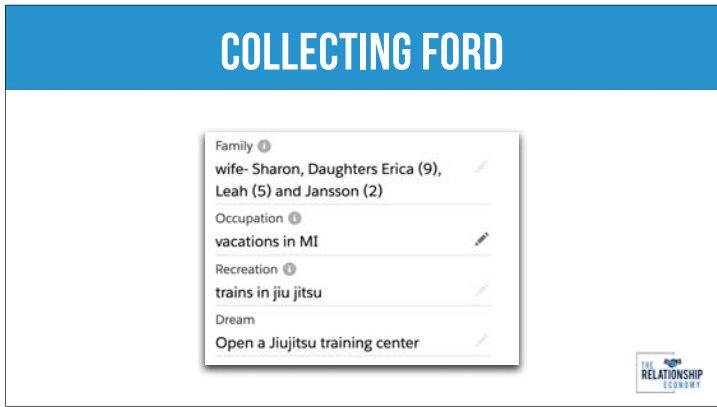 COLLECTING FORD
Family
wife- Sharon, Daughters Erica (9),
Leah (5) and Jansson (2)
Occupation
vacations in MI
Recreation
trains in jiu jitsu
Dream
Open a Jiujitsu training center
THE
RELATIONSHIP
ECONOMY